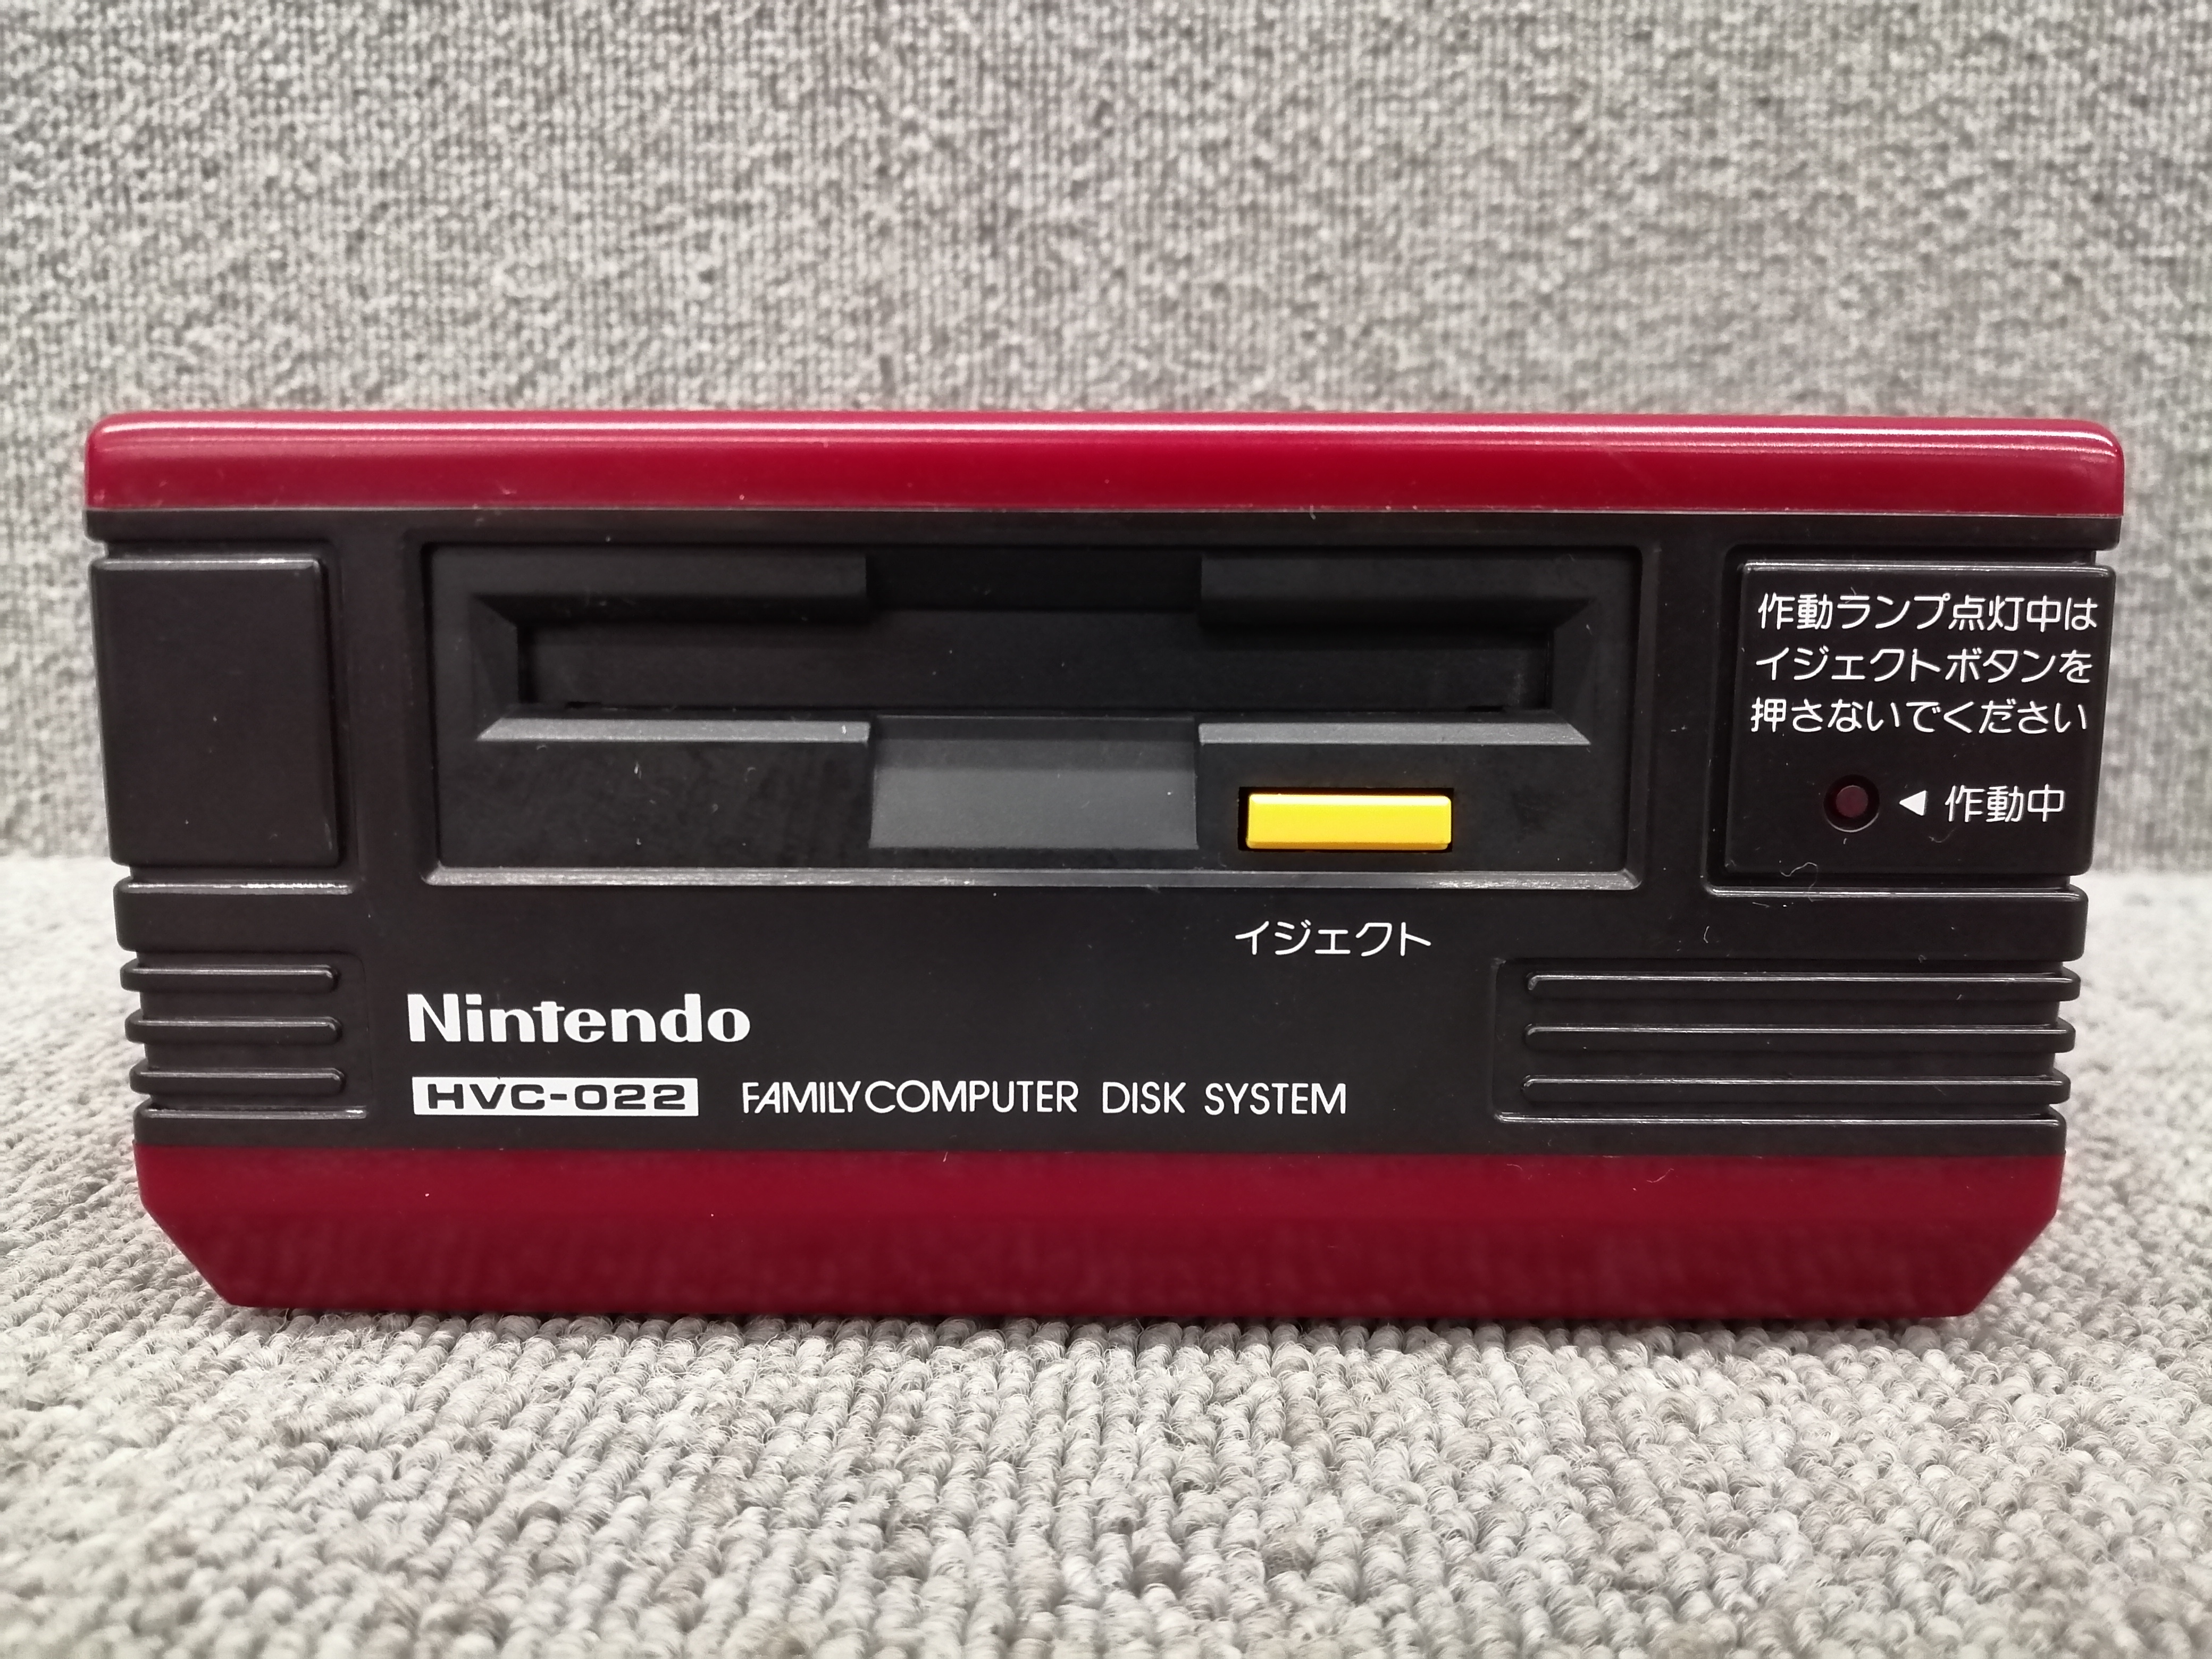 作動ランプ点灯中は
イジェクトボタンを
押さないでください
◀ 作動中
イジェクト
Nintendo
HVC-022 FAMILY COMPUTER DISK SYSTEM